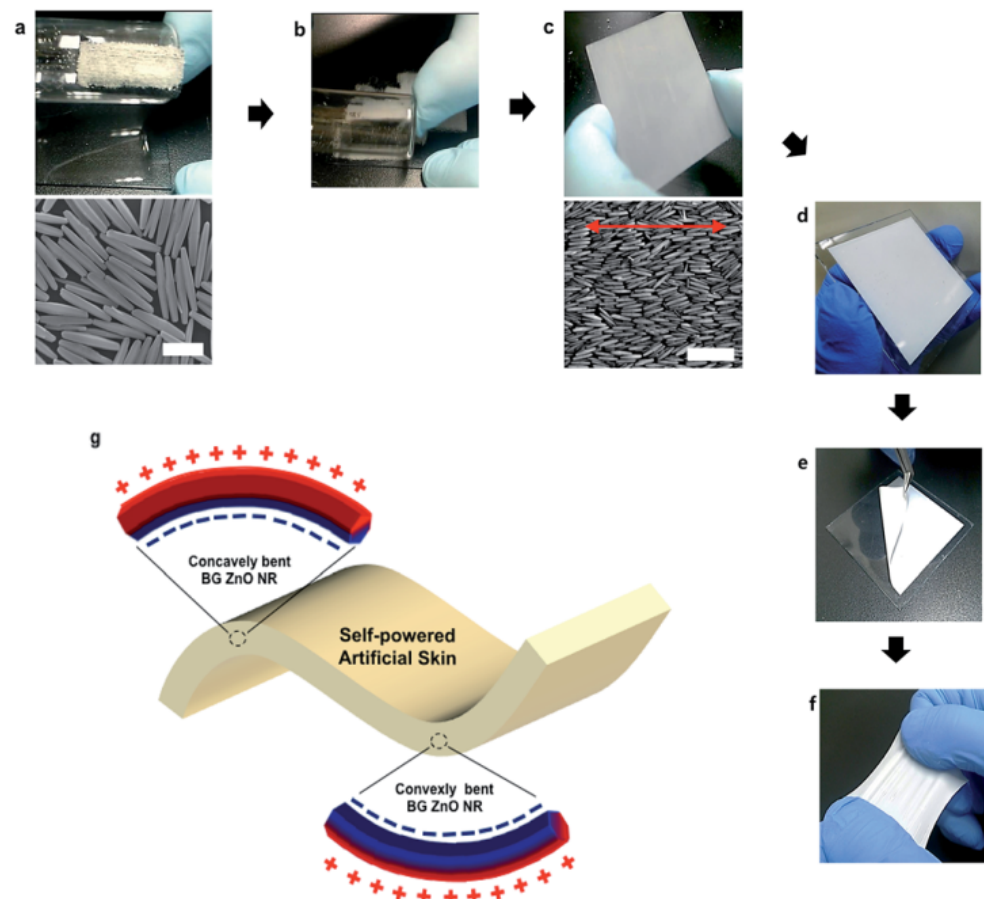 a
b
c
d
e
f
g
Concavely bent
BG ZnO NR
Self-powered
Artificial Skin
Convexly bent
BG ZnO NR